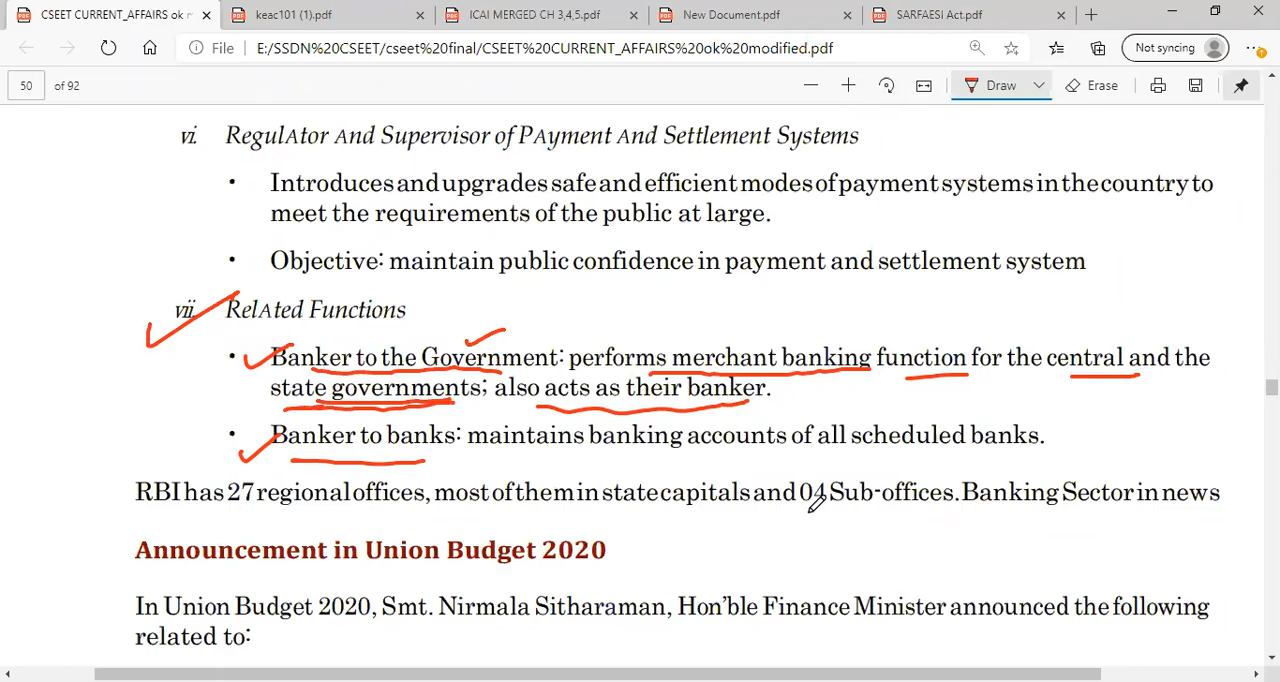 CSEET CURRENT_AFFAIRS ok
keac101 (1).pdf
ICAI MERGED CH 3,4,5.pdf
New Document.pdf
SARFAESI Act.pdf
File
E:/SSDN%20CSEET/cseet%20final/CSEET%20CURRENT_AFFAIRS%20ok%20modified.pdf
Not syncing
50 of 92
Draw
Erase
vi. RegulAtor And Supervisor of PAyment And Settlement Systems
• Introduces and upgrades safe and efficient modes of payment systems in the country to
meet the requirements of the public at large.
• Objective: maintain public confidence in payment and settlement system
vii. RelAted Functions
• Banker to the Government: performs merchant banking function for the central and the
state governments; also acts as their banker.
• Banker to banks: maintains banking accounts of all scheduled banks.
RBI has 27 regional offices, most of them in state capitals and 04 Sub-offices. Banking Sector in news
Announcement in Union Budget 2020
In Union Budget 2020, Smt. Nirmala Sitharaman, Hon'ble Finance Minister announced the following
related to: